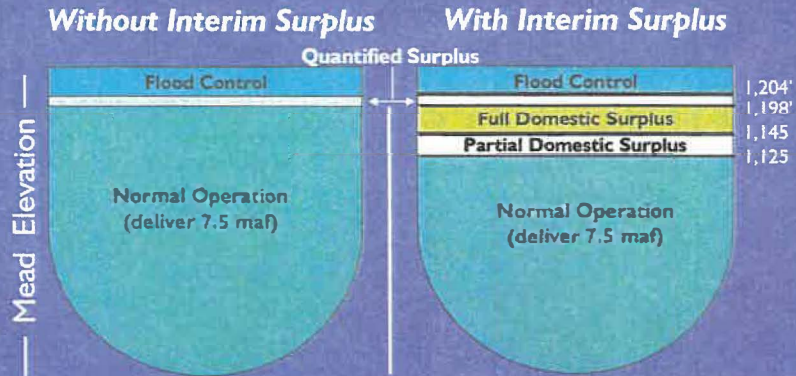 Without Interim Surplus
With Interim Surplus
Quantified Surplus
Flood Control
Flood Control
1,204'
1,198'
Full Domestic Surplus
1,145
Partial Domestic Surplus
1,125
Mead Elevation
Normal Operation
(deliver 7.5 maf)
Normal Operation
(deliver 7.5 maf)